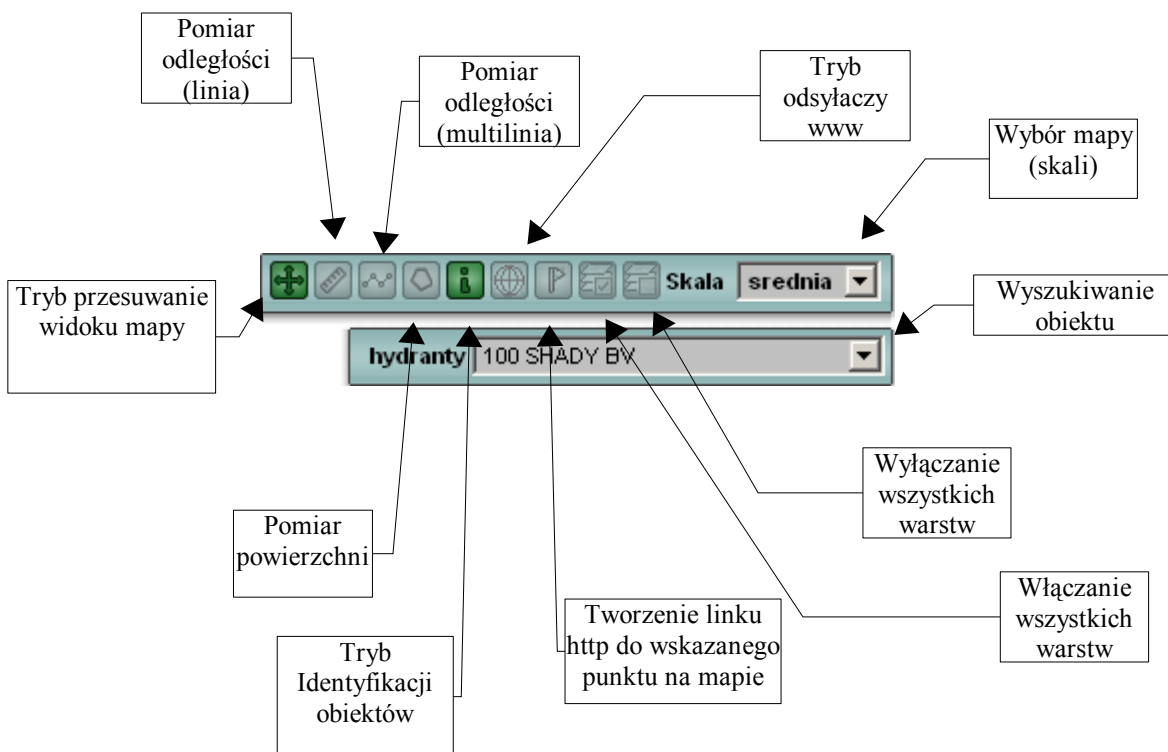 Pomiar
odległości
(linia)
Pomiar
odległości
(multilinia)
Tryb
odsyłaczy
www
Wybór mapy
(skali)
Skala srednia
Tryb przesuwanie
widoku mapy
Wyszukiwanie
obiektu
hydranty 100 SHADY BV
Wyłączanie
wszystkich
warstw
Pomiar
powierzchni
Włączanie
wszystkich
warstw
Tworzenie linku
http do wskazanego
punktu na mapie
Tryb
Identyfikacji
obiektów